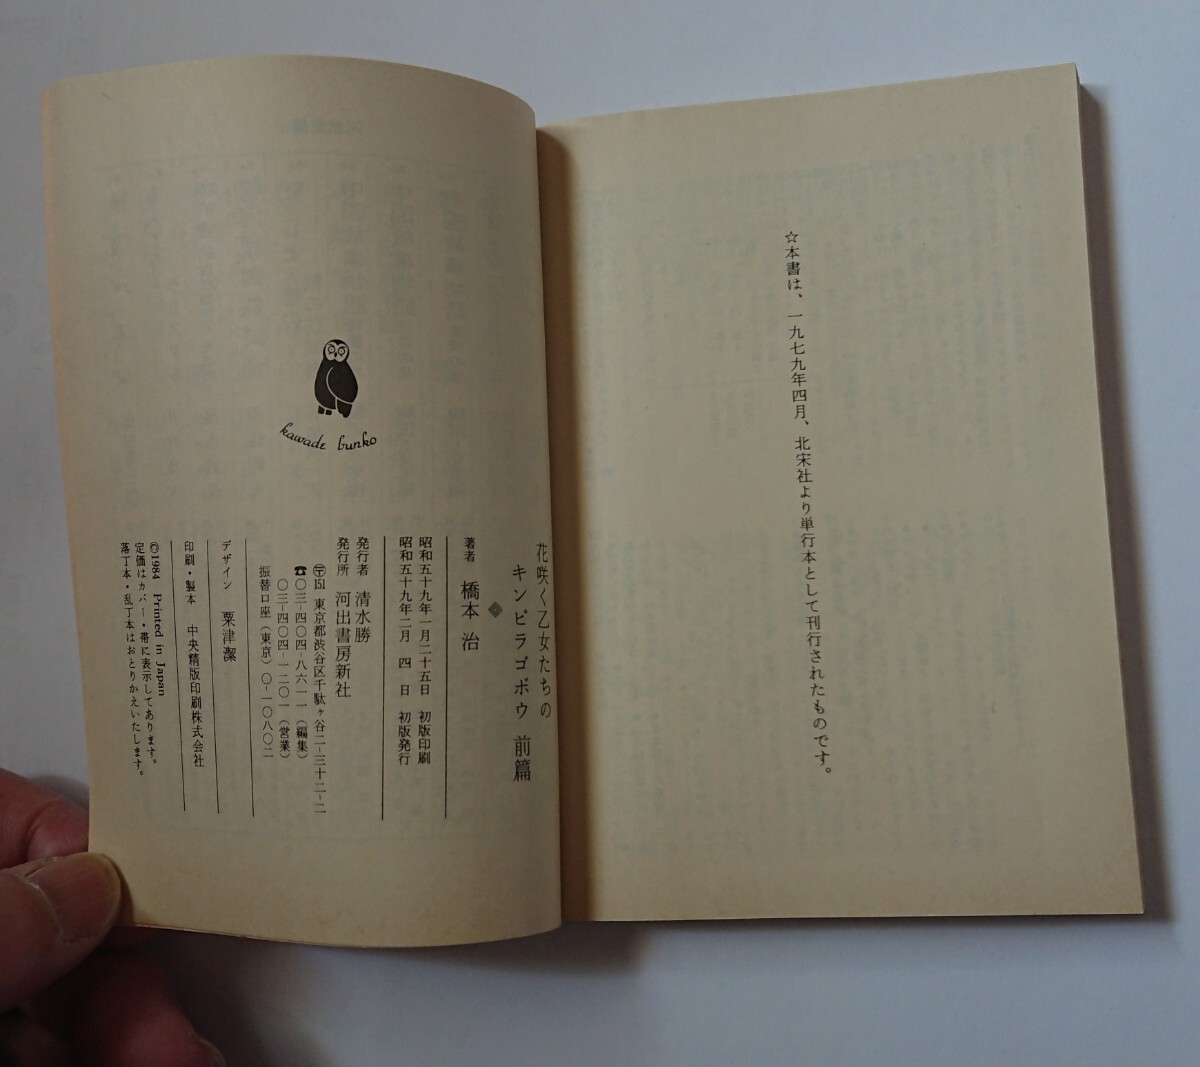 ☆本書は、一九七九年四月、北宋社より単行本として刊行されたものです。
花咲く乙女たちの
キンピラゴボウ 前篇
著者 橋本 治
昭和五十九年一月二十五日 初版印刷
昭和五十九年二月 四 日 初版発行
発行者 清水勝
発行所 河出書房新社
〒151 東京都渋谷区千駄ヶ谷二-三十二-二
☎〇三-四〇四-八六一一(編集)
〇三-四〇四-一二〇一(営業)
振替口座(東京)〇-一〇八〇二
デザイン 粟津潔
印刷・製本 中央精版印刷株式会社
©1984 Printed in Japan
定価はカバー・帯に表示してあります。
落丁本・乱丁本はおとりかえいたします。
kawade bunko